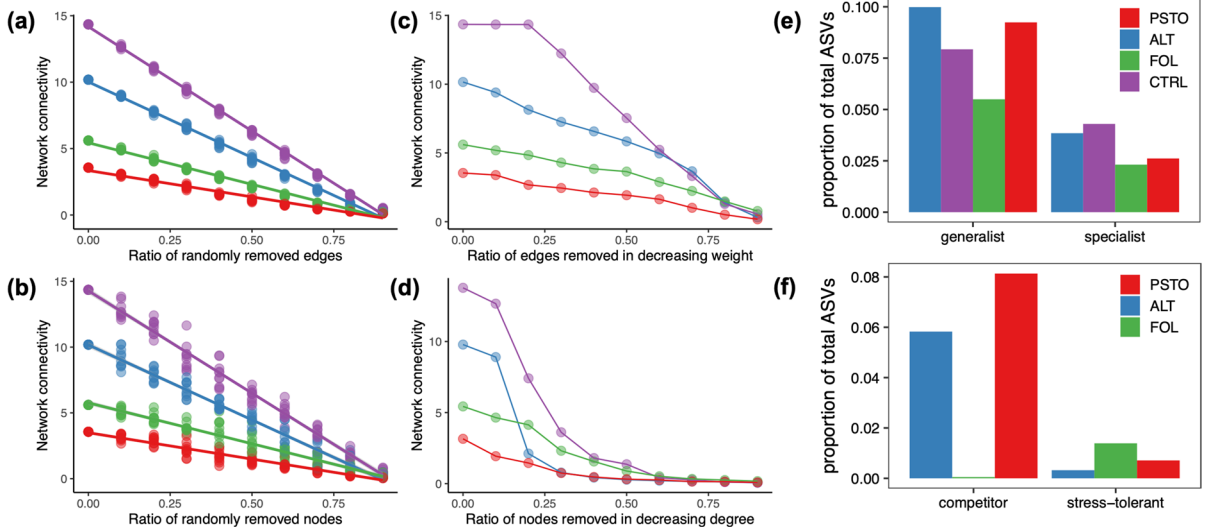 (a)
Network connectivity
15
10
5
0
0.00 0.25 0.50 0.75
Ratio of randomly removed edges
(c)
Network connectivity
15
10
5
0
0.00 0.25 0.50 0.75
Ratio of edges removed in decreasing weight
(e)
proportion of total ASVs
0.100
0.075
0.050
0.025
0.000
generalist specialist
PSTO
ALT
FOL
CTRL
(b)
Network connectivity
15
10
5
0
0.00 0.25 0.50 0.75
Ratio of randomly removed nodes
(d)
Network connectivity
10
5
0
0.00 0.25 0.50 0.75
Ratio of nodes removed in decreasing degree
(f)
proportion of total ASVs
0.08
0.06
0.04
0.02
0.00
competitor stress–tolerant
PSTO
ALT
FOL